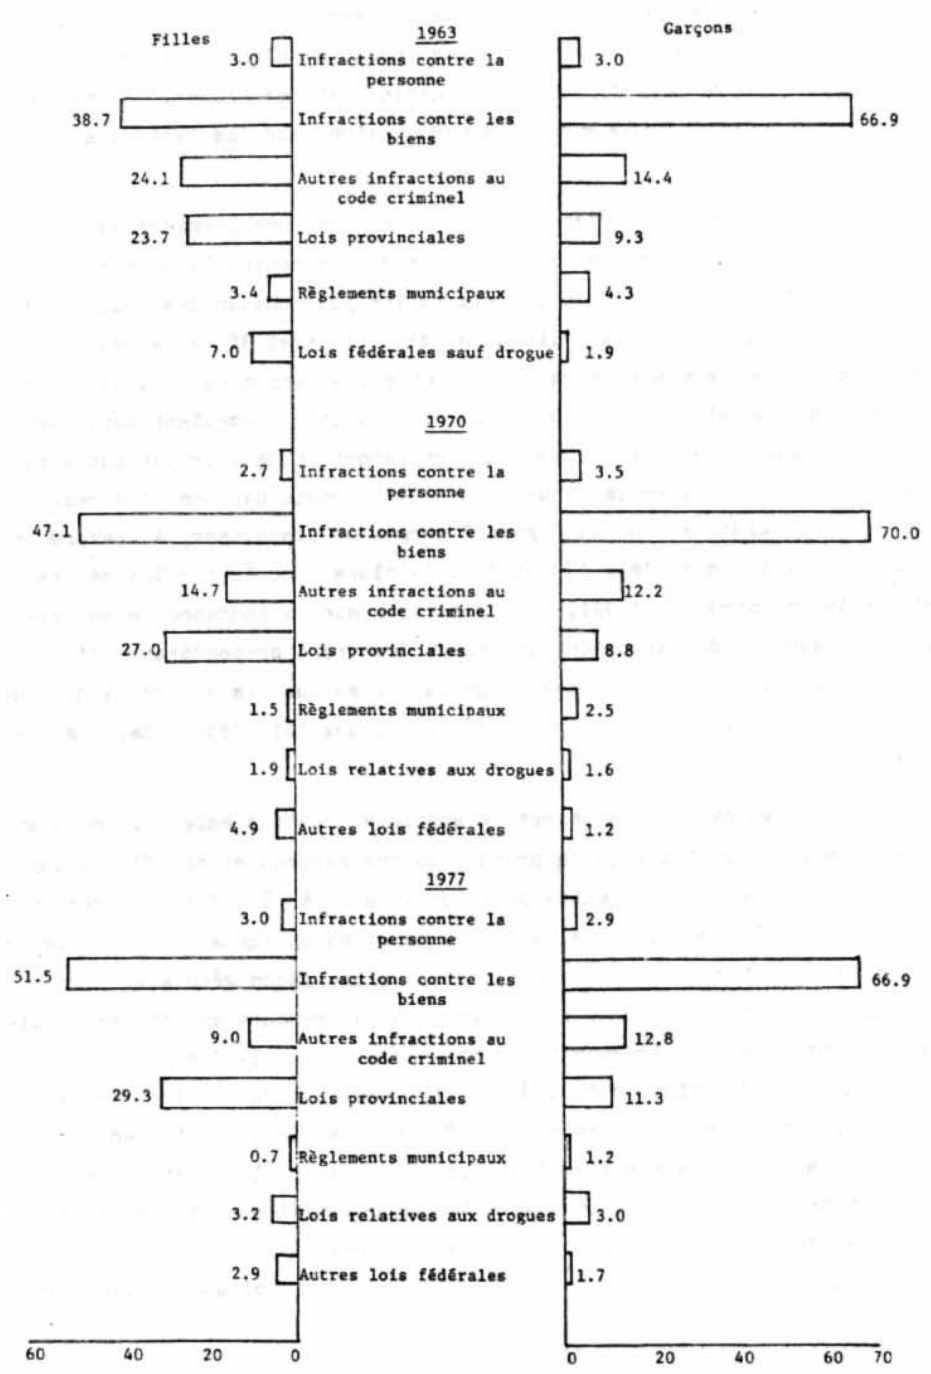 Filles 1963 Garçons
3.0 Infractions contre la 3.0
personne
38.7 Infractions contre les 66.9
biens
24.1 Autres infractions au 14.4
code criminel
23.7 Lois provinciales 9.3
3.4 Règlements municipaux 4.3
7.0 Lois fédérales sauf drogue 1.9
1970
2.7 Infractions contre la 3.5
personne
47.1 Infractions contre les 70.0
biens
14.7 Autres infractions au 12.2
code criminel
27.0 Lois provinciales 8.8
1.5 Règlements municipaux 2.5
1.9 Lois relatives aux drogues 1.6
4.9 Autres lois fédérales 1.2
1977
3.0 Infractions contre la 2.9
personne
51.5 Infractions contre les 66.9
biens
9.0 Autres infractions au 12.8
code criminel
29.3 Lois provinciales 11.3
0.7 Règlements municipaux 1.2
3.2 Lois relatives aux drogues 3.0
2.9 Autres lois fédérales 1.7
60 40 20 0 0 20 40 60 70